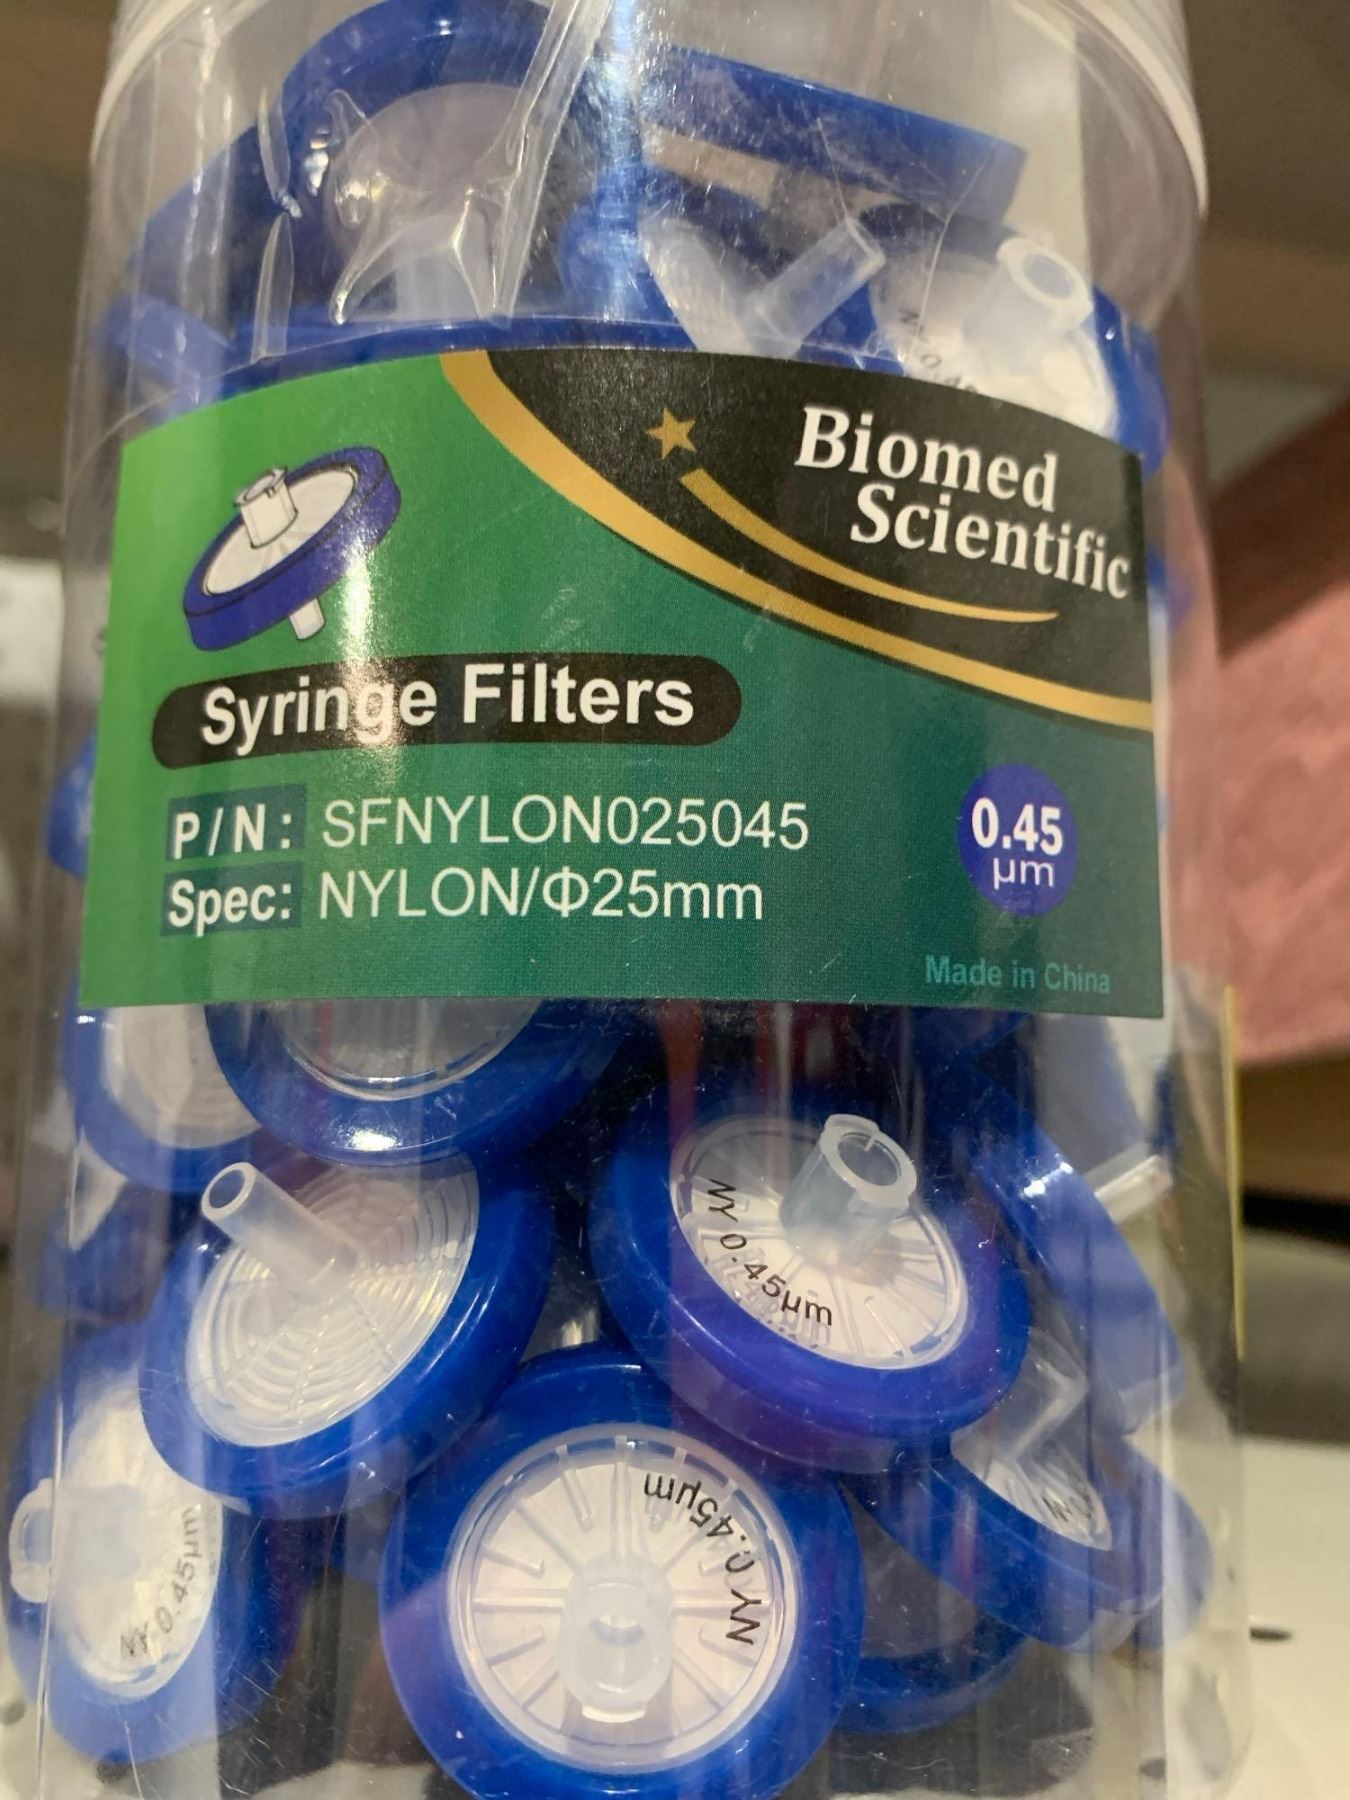 Biomed
Scientific
Syringe Filters
P/N: SFNYLON025045
Spec: NYLON/Φ25mm
0.45
μm
Made in China
NY 0.45μm
NY 0.45μm
0.45μm